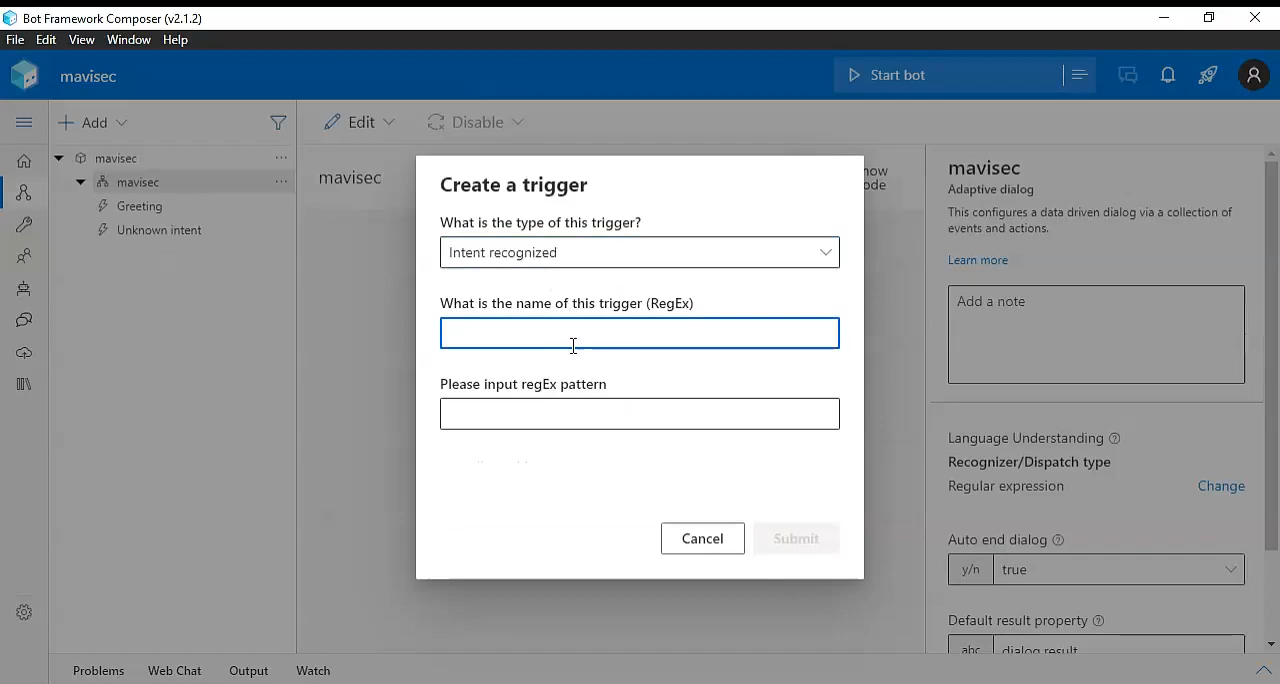 Bot Framework Composer (v2.1.2)
File Edit View Window Help
mavisec
Start bot
Add
Edit
Disable
mavisec
mavisec
Greeting
Unknown intent
mavisec
Create a trigger
What is the type of this trigger?
Intent recognized
What is the name of this trigger (RegEx)
Please input regEx pattern
Cancel
Submit
mavisec
Adaptive dialog
This configures a data driven dialog via a collection of
events and actions.
Learn more
Add a note
Language Understanding
Recognizer/Dispatch type
Regular expression
Change
Auto end dialog
y/n
true
Default result property
abc
dialog.result
Problems
Web Chat
Output
Watch